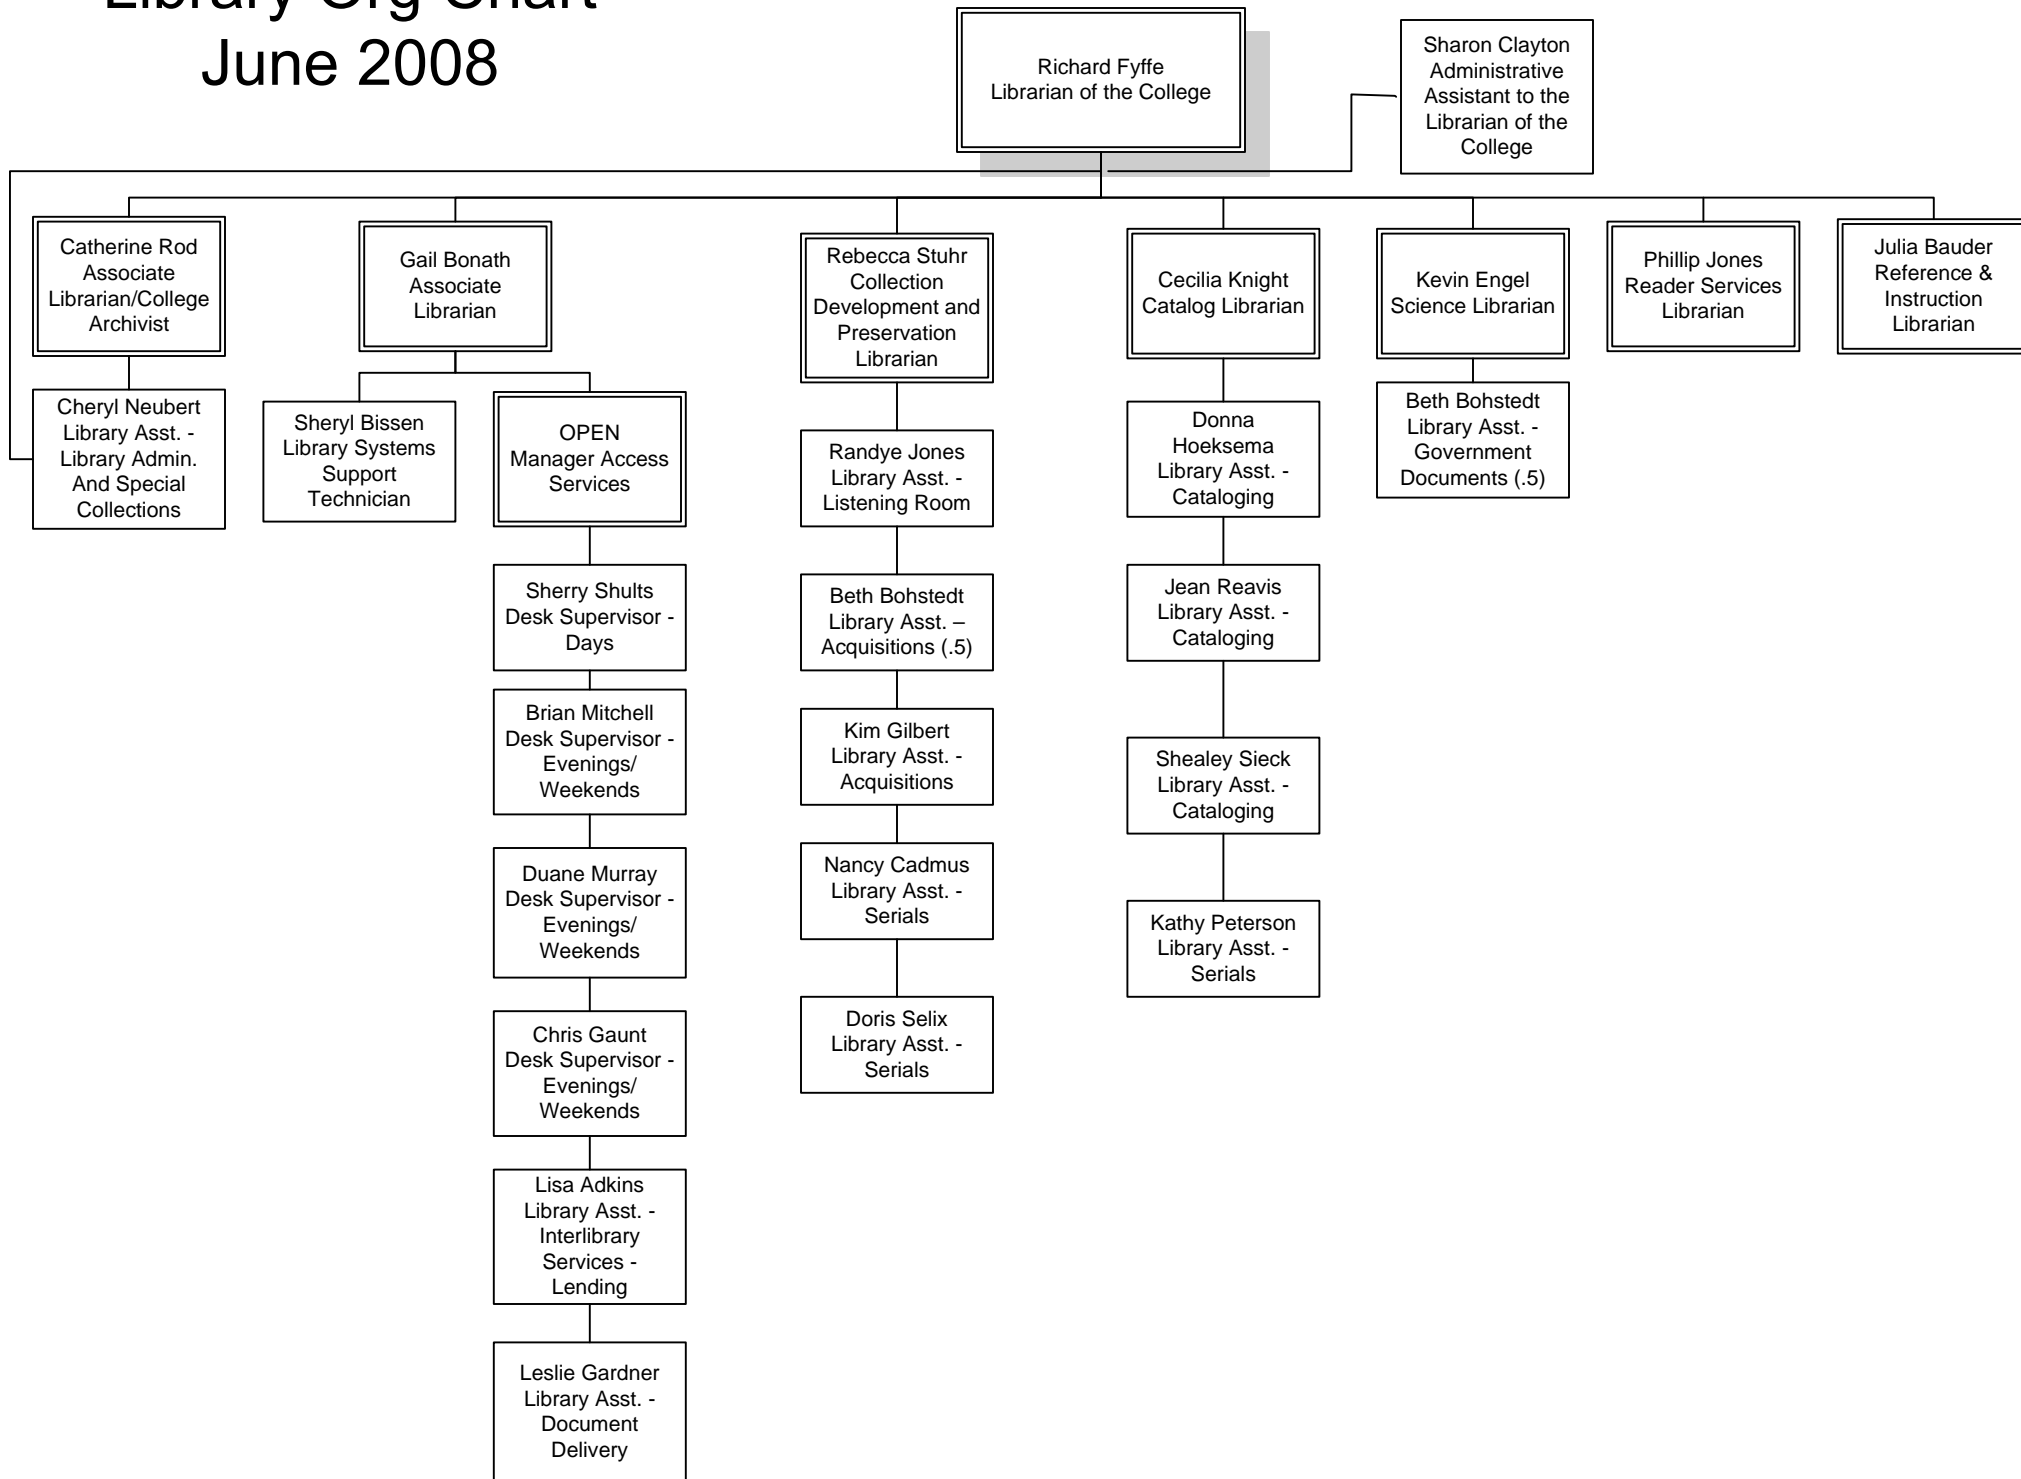 Library Org Chart
June 2008
Richard Fyffe
Librarian of the College
Sharon Clayton
Administrative
Assistant to the
Librarian of the
College
Catherine Rod
Associate
Librarian/College
Archivist
Gail Bonath
Associate
Librarian
Rebecca Stuhr
Collection
Development and
Preservation
Librarian
Cecilia Knight
Catalog Librarian
Kevin Engel
Science Librarian
Phillip Jones
Reader Services
Librarian
Julia Bauder
Reference &
Instruction
Librarian
Cheryl Neubert
Library Asst. -
Library Admin.
And Special
Collections
Sheryl Bissen
Library Systems
Support
Technician
OPEN
Manager Access
Services
Sherry Shults
Desk Supervisor -
Days
Brian Mitchell
Desk Supervisor -
Evenings/
Weekends
Duane Murray
Desk Supervisor -
Evenings/
Weekends
Chris Gaunt
Desk Supervisor -
Evenings/
Weekends
Lisa Adkins
Library Asst. -
Interlibrary
Services -
Lending
Leslie Gardner
Library Asst. -
Document
Delivery
Randye Jones
Library Asst. -
Listening Room
Beth Bohstedt
Library Asst. –
Acquisitions (.5)
Kim Gilbert
Library Asst. -
Acquisitions
Nancy Cadmus
Library Asst. -
Serials
Doris Selix
Library Asst. -
Serials
Donna
Hoeksema
Library Asst. -
Cataloging
Jean Reavis
Library Asst. -
Cataloging
Shealey Sieck
Library Asst. -
Cataloging
Kathy Peterson
Library Asst. -
Serials
Beth Bohstedt
Library Asst. -
Government
Documents (.5)